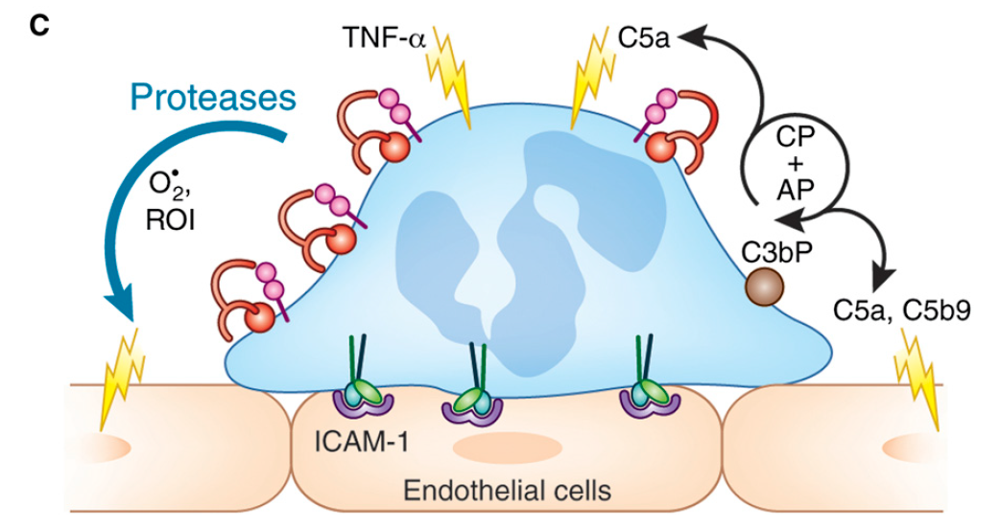 C
TNF-α
C5a
Proteases
O₂•,
ROI
CP
+
AP
C3bP
C5a, C5b9
ICAM-1
Endothelial cells